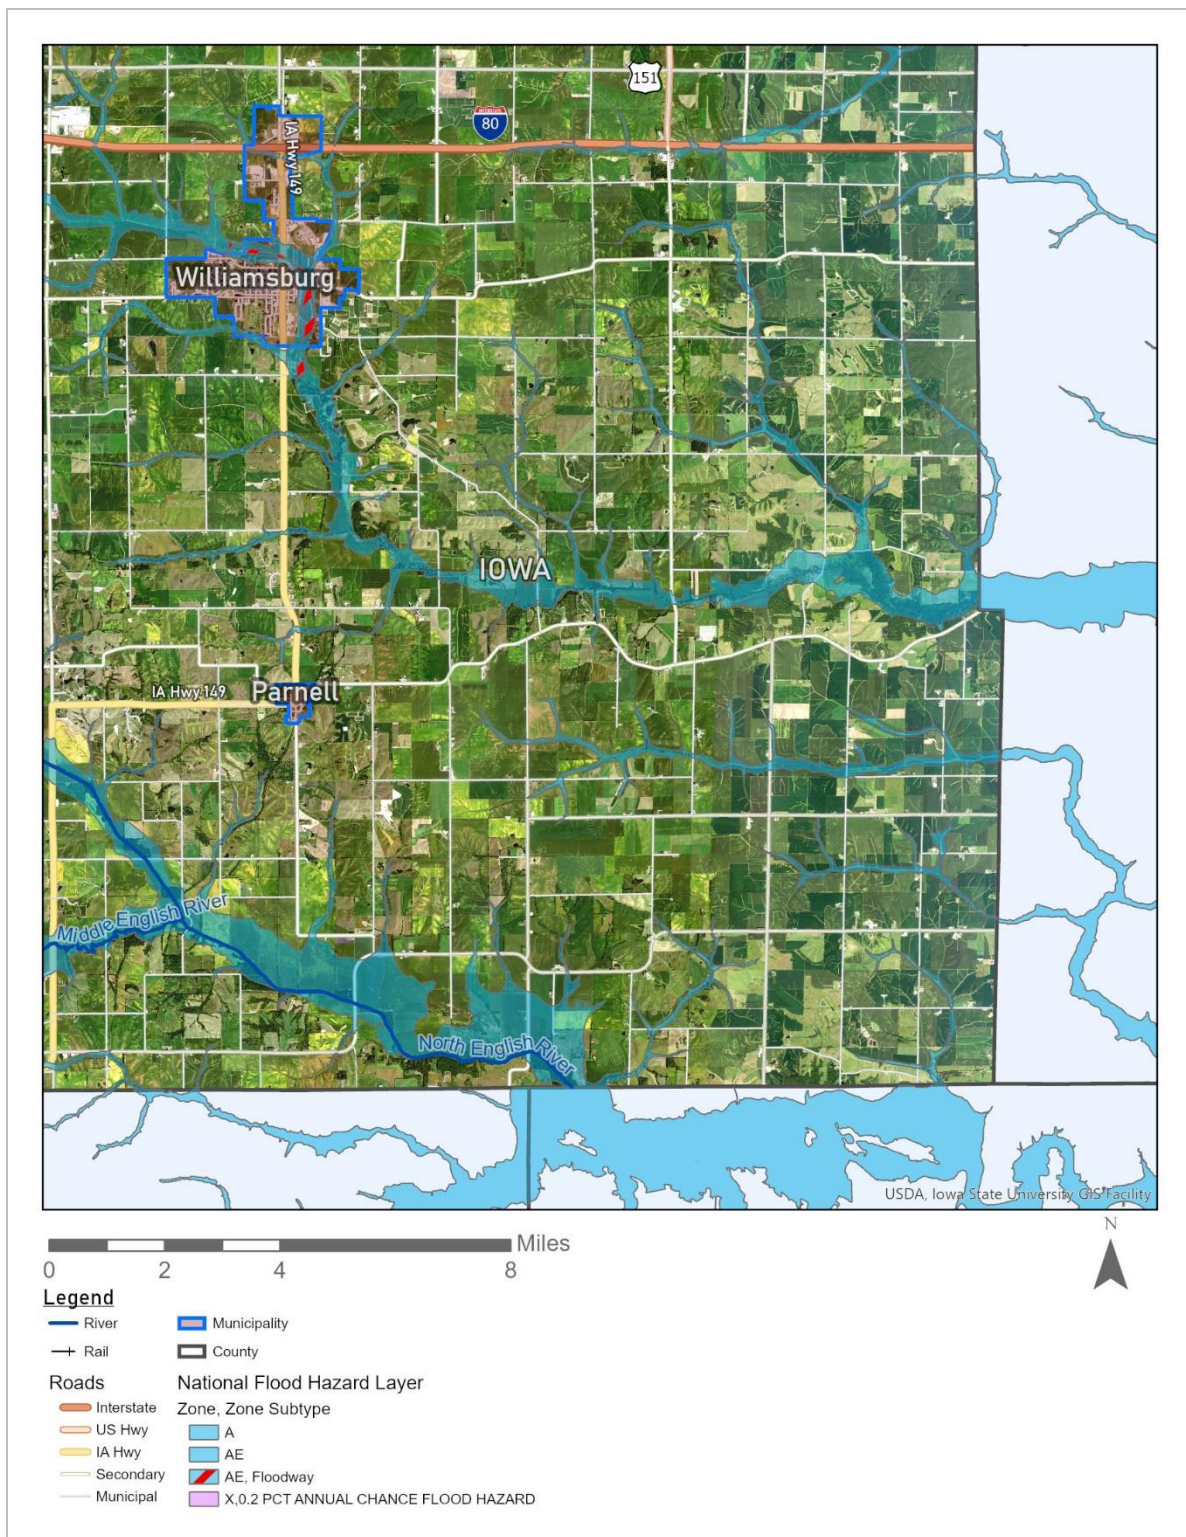 151
INTERSTATE
80
IA Hwy 149
Williamsburg
IOWA
IA Hwy 149
Parnell
Middle English River
North English River
USDA, Iowa State University GIS Facility
N
Miles
0 2 4 8
Legend
River Municipality
Rail County
Roads National Flood Hazard Layer
Interstate Zone, Zone Subtype
US Hwy A
IA Hwy AE
Secondary AE, Floodway
Municipal X,0.2 PCT ANNUAL CHANCE FLOOD HAZARD